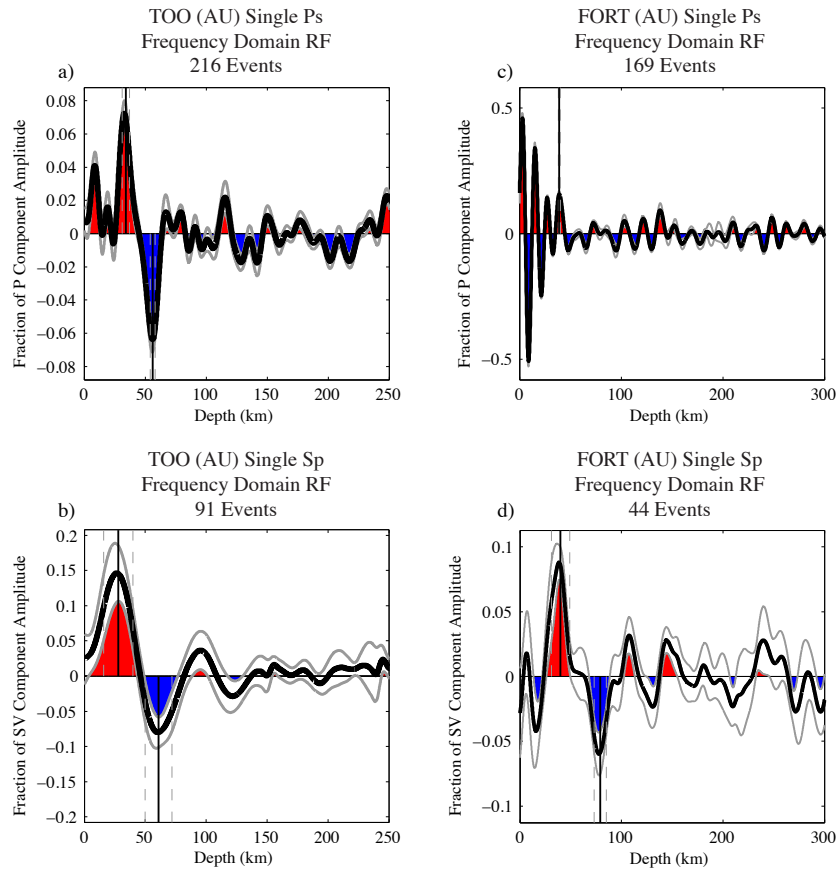 TOO (AU) Single Ps
Frequency Domain RF
216 Events
a)
0.08
0.06
0.04
0.02
0
−0.02
−0.04
−0.06
−0.08
Fraction of P Component Amplitude
0 50 100 150 200 250
Depth (km)
FORT (AU) Single Ps
Frequency Domain RF
169 Events
c)
0.5
0
−0.5
Fraction of P Component Amplitude
0 100 200 300
Depth (km)
TOO (AU) Single Sp
Frequency Domain RF
91 Events
b)
0.2
0.15
0.1
0.05
0
−0.05
−0.1
−0.15
−0.2
Fraction of SV Component Amplitude
0 50 100 150 200 250
Depth (km)
FORT (AU) Single Sp
Frequency Domain RF
44 Events
d)
0.1
0.05
0
−0.05
−0.1
Fraction of SV Component Amplitude
0 100 200 300
Depth (km)